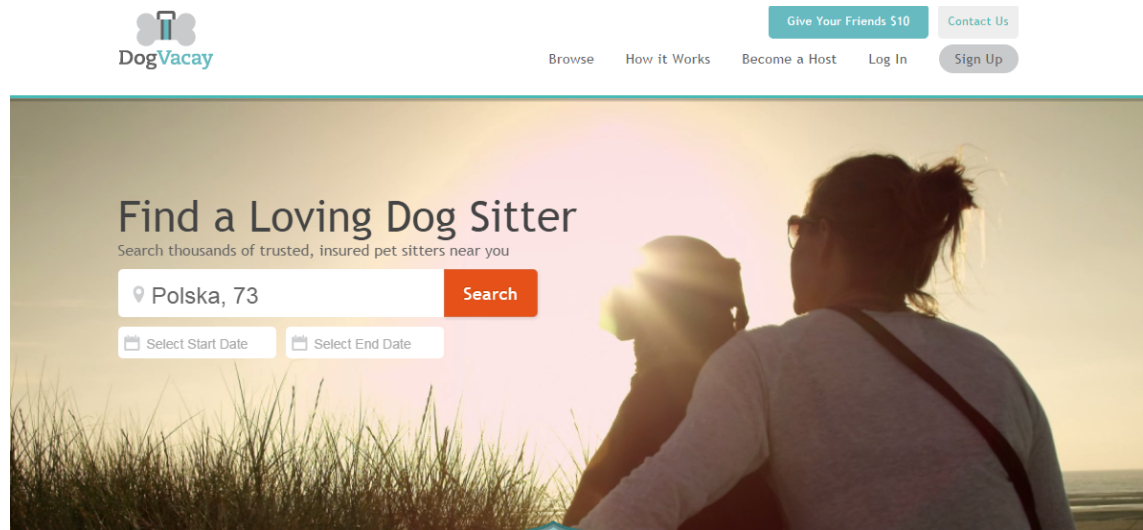 Give Your Friends $10 Contact Us
DogVacay
Browse How it Works Become a Host Log In Sign Up
Find a Loving Dog Sitter
Search thousands of trusted, insured pet sitters near you
Polska, 73 Search
Select Start Date Select End Date